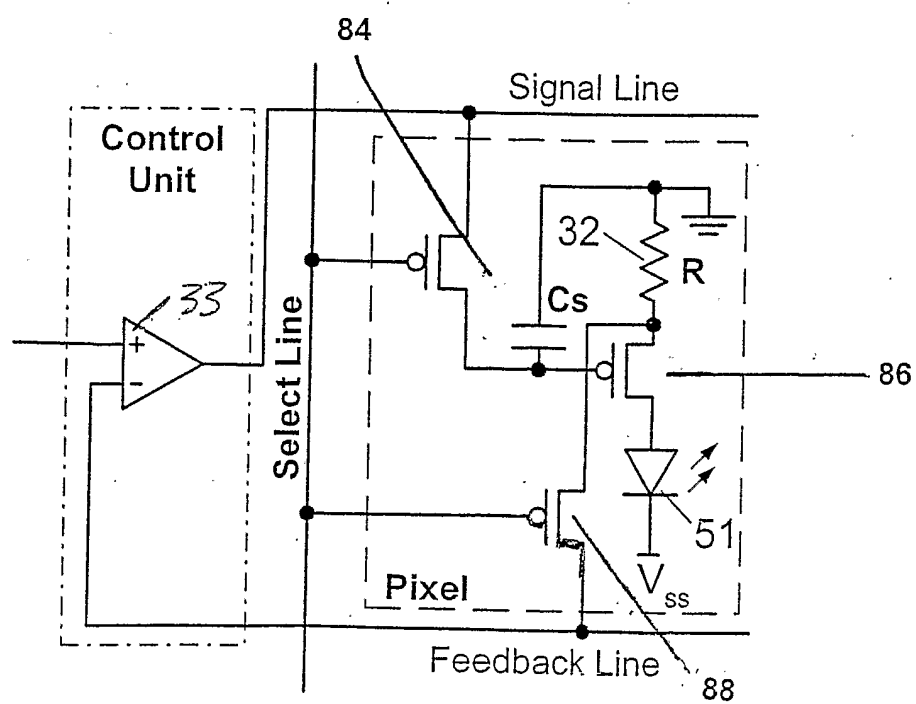 84
Signal Line
Control
Unit
33
32
R
Cs
+
-
Select Line
86
51
Pixel
Vss
Feedback Line
88